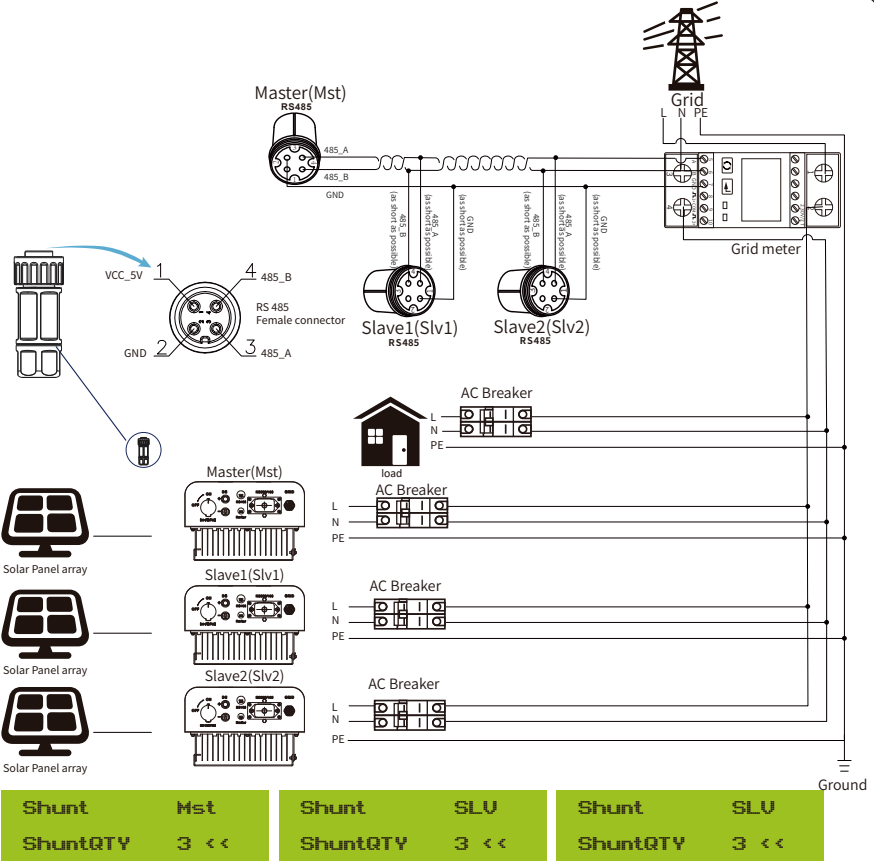 Grid
L N PE
Master(Mst)
RS485
485_A
485_B
GND
485_B
(as short as possible)
485_A
(as short as possible)
GND
(as short as possible)
485_B
(as short as possible)
485_A
(as short as possible)
GND
(as short as possible)
Grid meter
Slave1(Slv1)
RS485
Slave2(Slv2)
RS485
VCC_5V 1
4 485_B
RS 485
Female connector
GND 2
3 485_A
AC Breaker
L
N
PE
load
Master(Mst)
AC Breaker
L
N
PE
Solar Panel array
Slave1(Slv1)
AC Breaker
L
N
PE
Solar Panel array
Slave2(Slv2)
AC Breaker
L
N
PE
Solar Panel array
Ground
Shunt Mst
ShuntQTY 3 <<
Shunt SLV
ShuntQTY 3 <<
Shunt SLV
ShuntQTY 3 <<